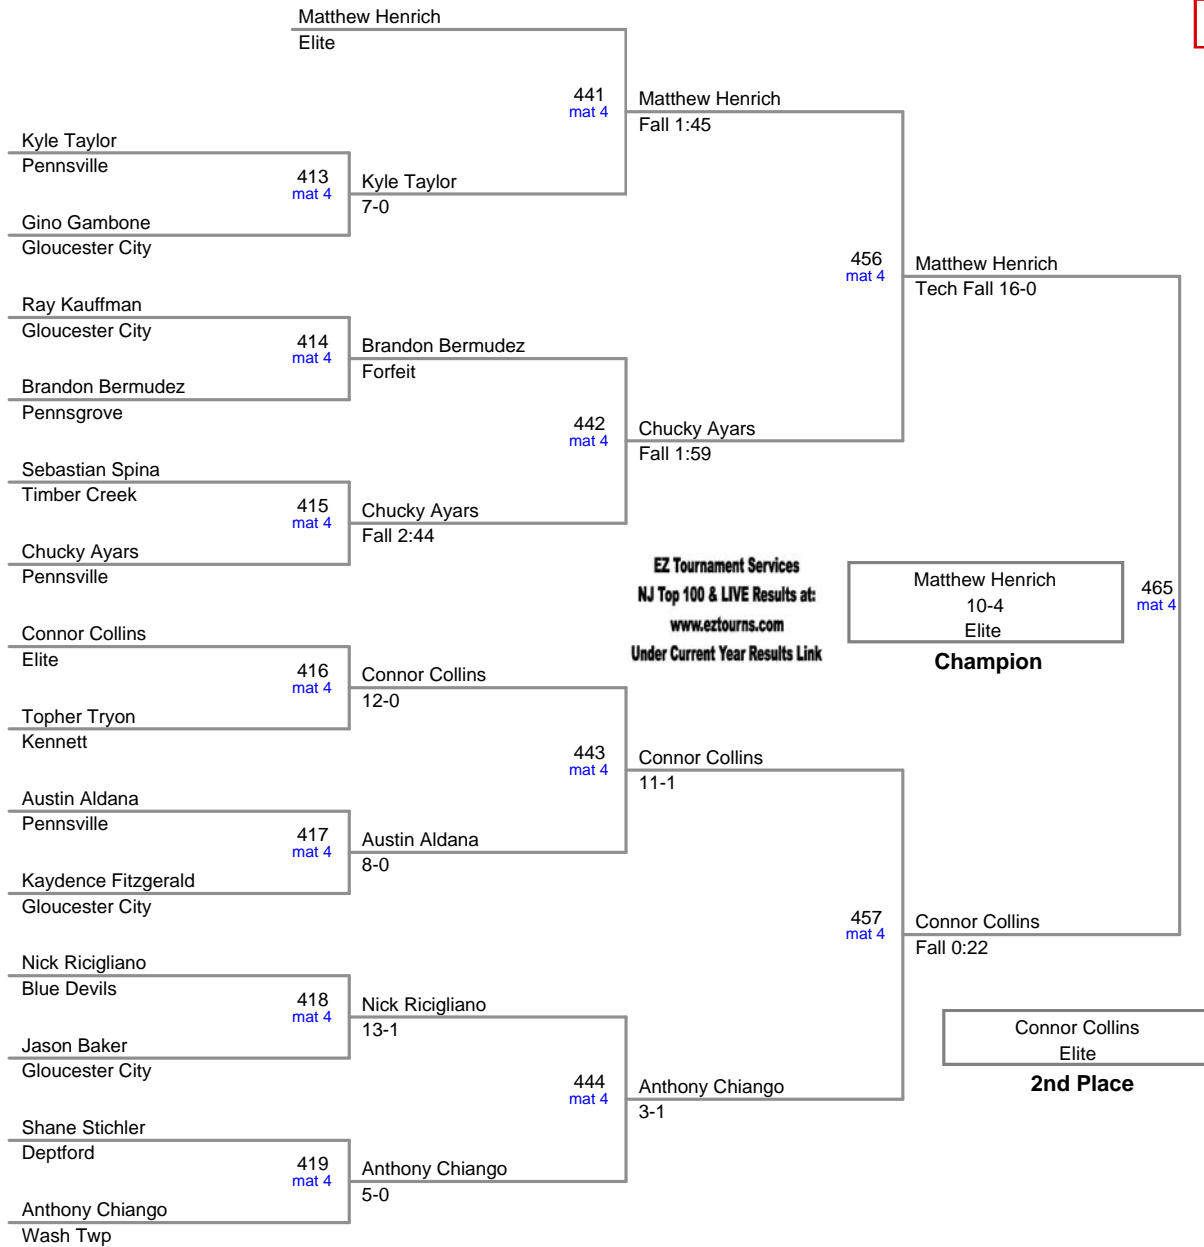 Matthew Henrich
Elite
441
mat 4
Matthew Henrich
Fall 1:45
Kyle Taylor
Pennsville
413
mat 4
Kyle Taylor
7-0
Gino Gambone
Gloucester City
456
mat 4
Matthew Henrich
Tech Fall 16-0
Ray Kauffman
Gloucester City
414
mat 4
Brandon Bermudez
Forfeit
Brandon Bermudez
Pennsgrove
442
mat 4
Chucky Ayars
Fall 1:59
Sebastian Spina
Timber Creek
415
mat 4
Chucky Ayars
Fall 2:44
Chucky Ayars
Pennsville
EZ Tournament Services
NJ Top 100 & LIVE Results at:
www.eztourns.com
Under Current Year Results Link
Matthew Henrich
10-4
Elite
Champion
465
mat 4
Connor Collins
Elite
416
mat 4
Connor Collins
12-0
Topher Tryon
Kennett
443
mat 4
Connor Collins
11-1
Austin Aldana
Pennsville
417
mat 4
Austin Aldana
8-0
Kaydence Fitzgerald
Gloucester City
457
mat 4
Connor Collins
Fall 0:22
Nick Ricigliano
Blue Devils
418
mat 4
Nick Ricigliano
13-1
Jason Baker
Gloucester City
Connor Collins
Elite
2nd Place
444
mat 4
Anthony Chiango
3-1
Shane Stichler
Deptford
419
mat 4
Anthony Chiango
5-0
Anthony Chiango
Wash Twp